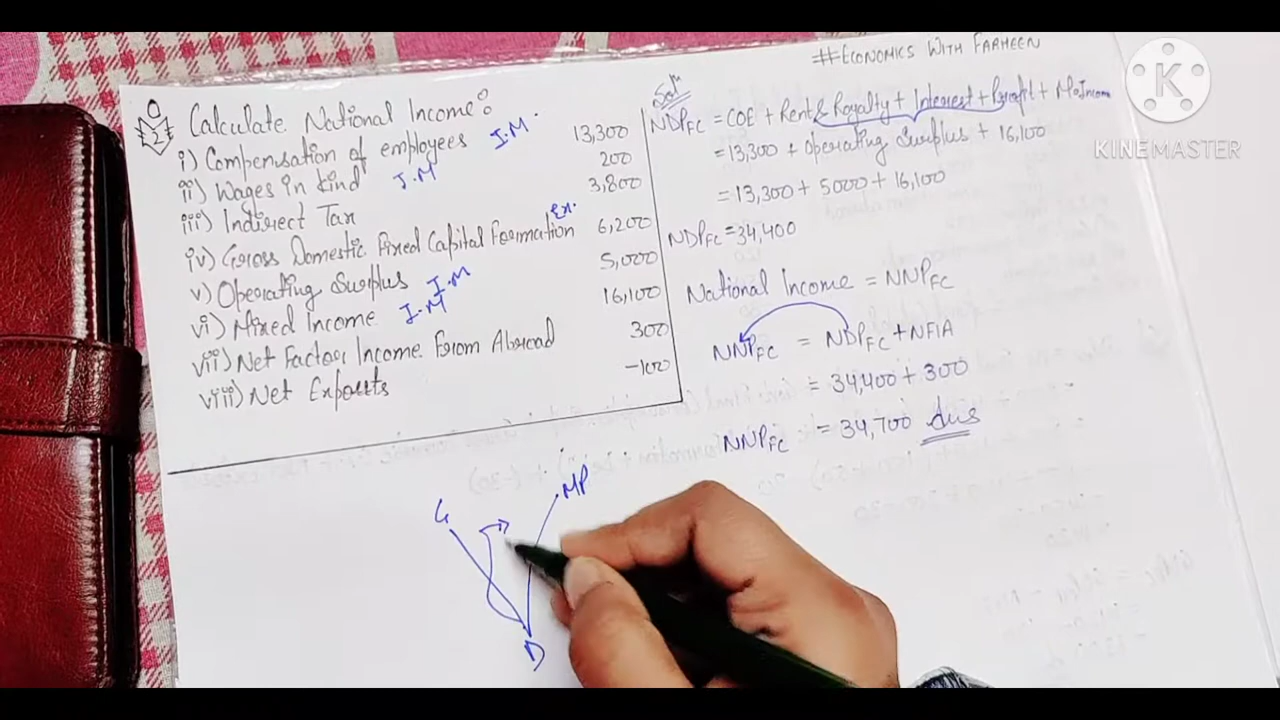 #ECONOMICS WITH FARHEEN
K
KINEMASTER
Q2
Calculate National Income:
i) Compensation of employees I.M. 13,300
ii) Wages in kind I.M 200
iii) Indirect Tax 3,800
iv) Gross Domestic Fixed Capital Formation Ex. 6,200
v) Operating Surplus I.M 5,000
vi) Mixed Income I.M 16,100
vii) Net Factor Income From Abroad 300
viii) Net Exports -100
Solⁿ
NDPFC = COE + Rent & Royalty + Interest + Profit + M.Income
= 13,300 + Operating Surplus + 16,100
= 13,300 + 5000 + 16,100
NDPFC = 34,400
National Income = NNPFC
NNPFC = NDPFC + NFIA
= 34,400 + 300
NNPFC = 34,700 Ans
G MP
D